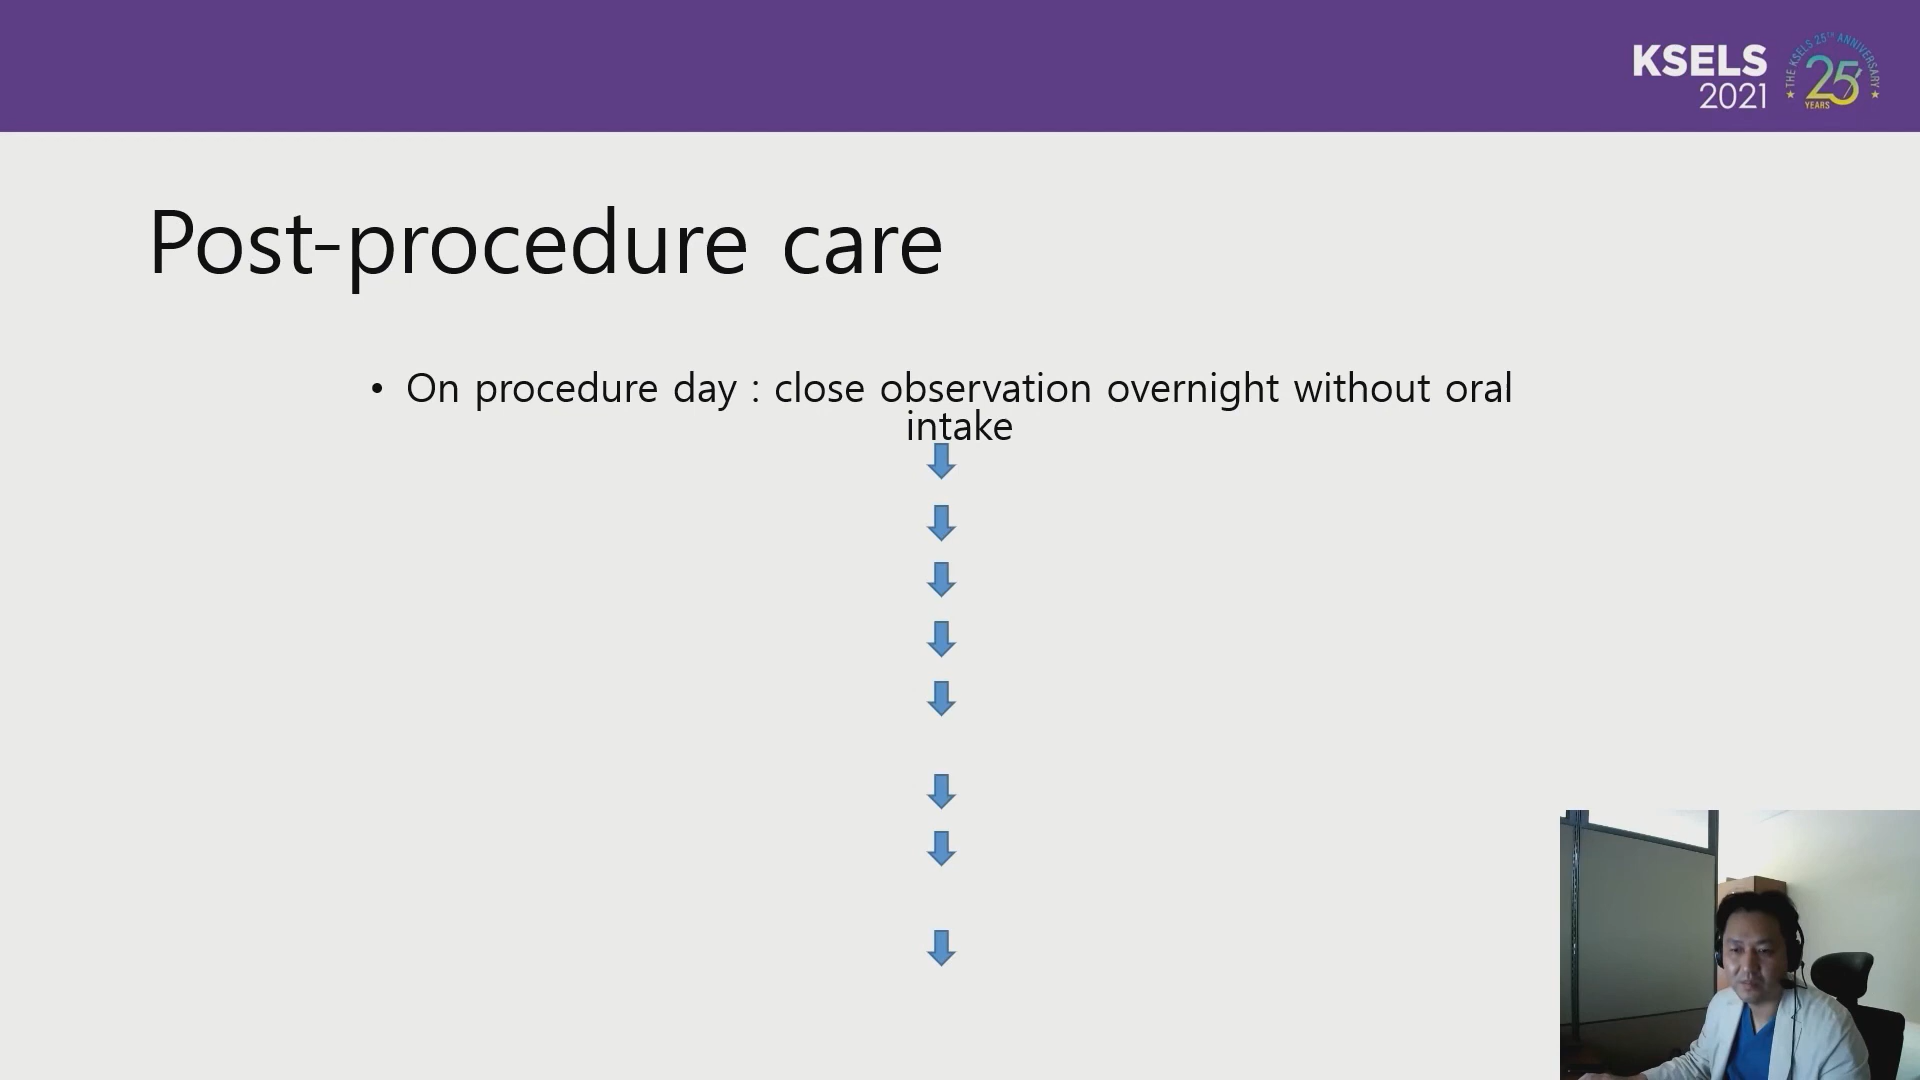 KSELS
2021
THE KSELS 25TH ANNIVERSARY
25
YEARS
Post-procedure care
• On procedure day : close observation overnight without oral
intake